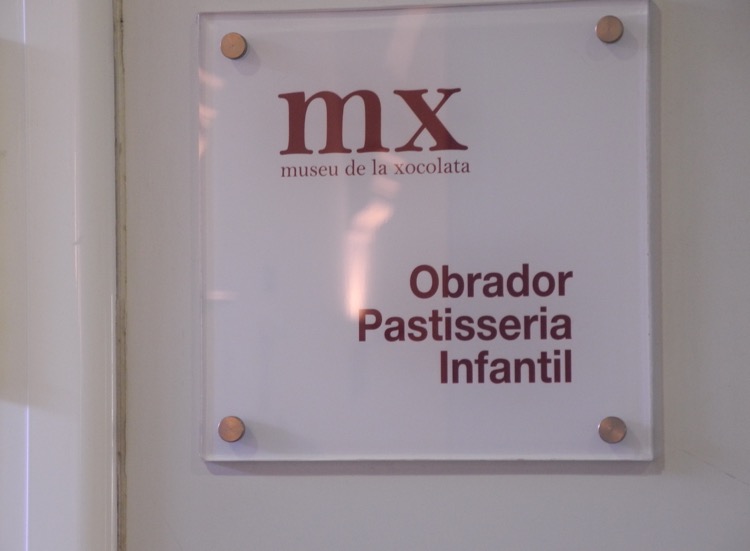 mx
museu de la xocolata
Obrador
Pastisseria
Infantil